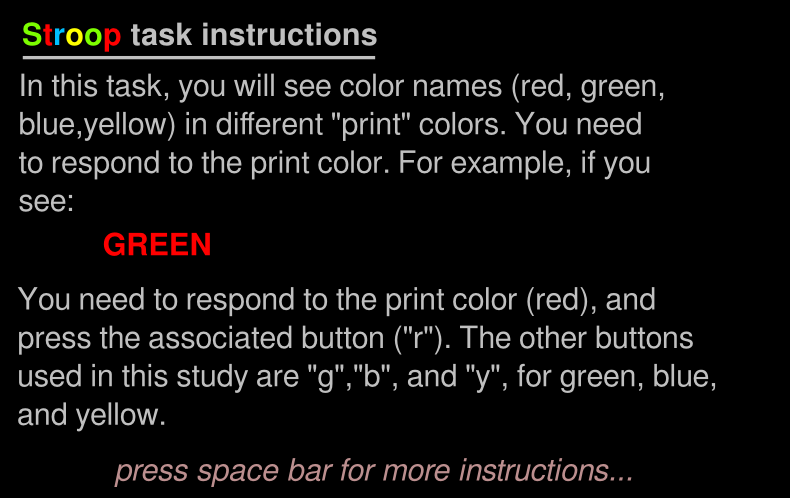 Stroop task instructions
In this task, you will see color names (red, green,
blue,yellow) in different "print" colors. You need
to respond to the print color. For example, if you
see:
GREEN
You need to respond to the print color (red), and
press the associated button ("r"). The other buttons
used in this study are "g","b", and "y", for green, blue,
and yellow.
press space bar for more instructions...